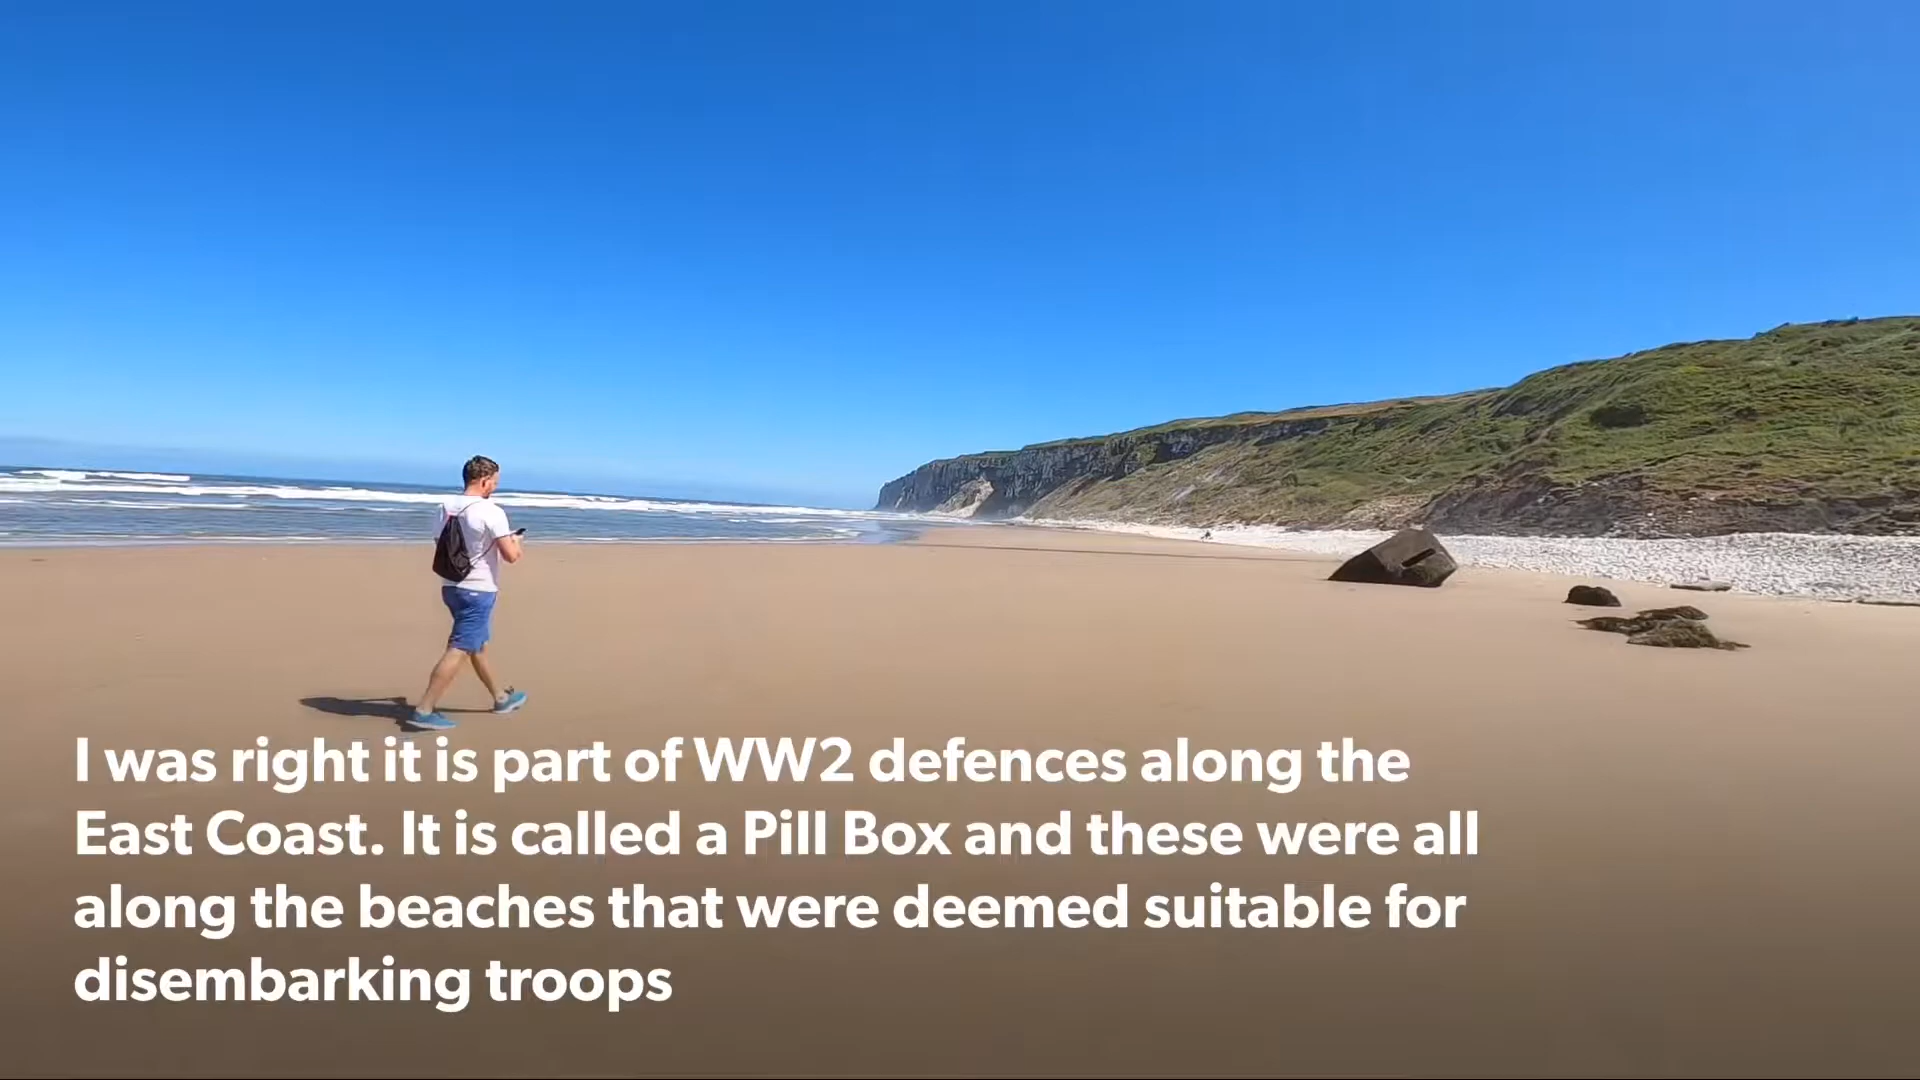 I was right it is part of WW2 defences along the
East Coast. It is called a Pill Box and these were all
along the beaches that were deemed suitable for
disembarking troops